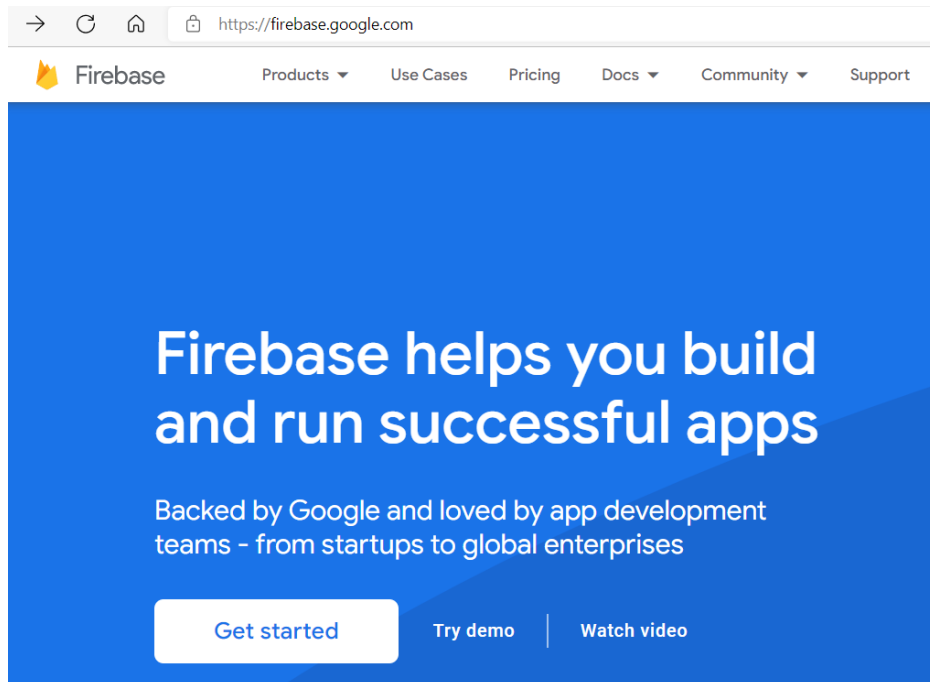 https://firebase.google.com
Firebase Products Use Cases Pricing Docs Community Support
Firebase helps you build
and run successful apps
Backed by Google and loved by app development
teams - from startups to global enterprises
Get started Try demo Watch video